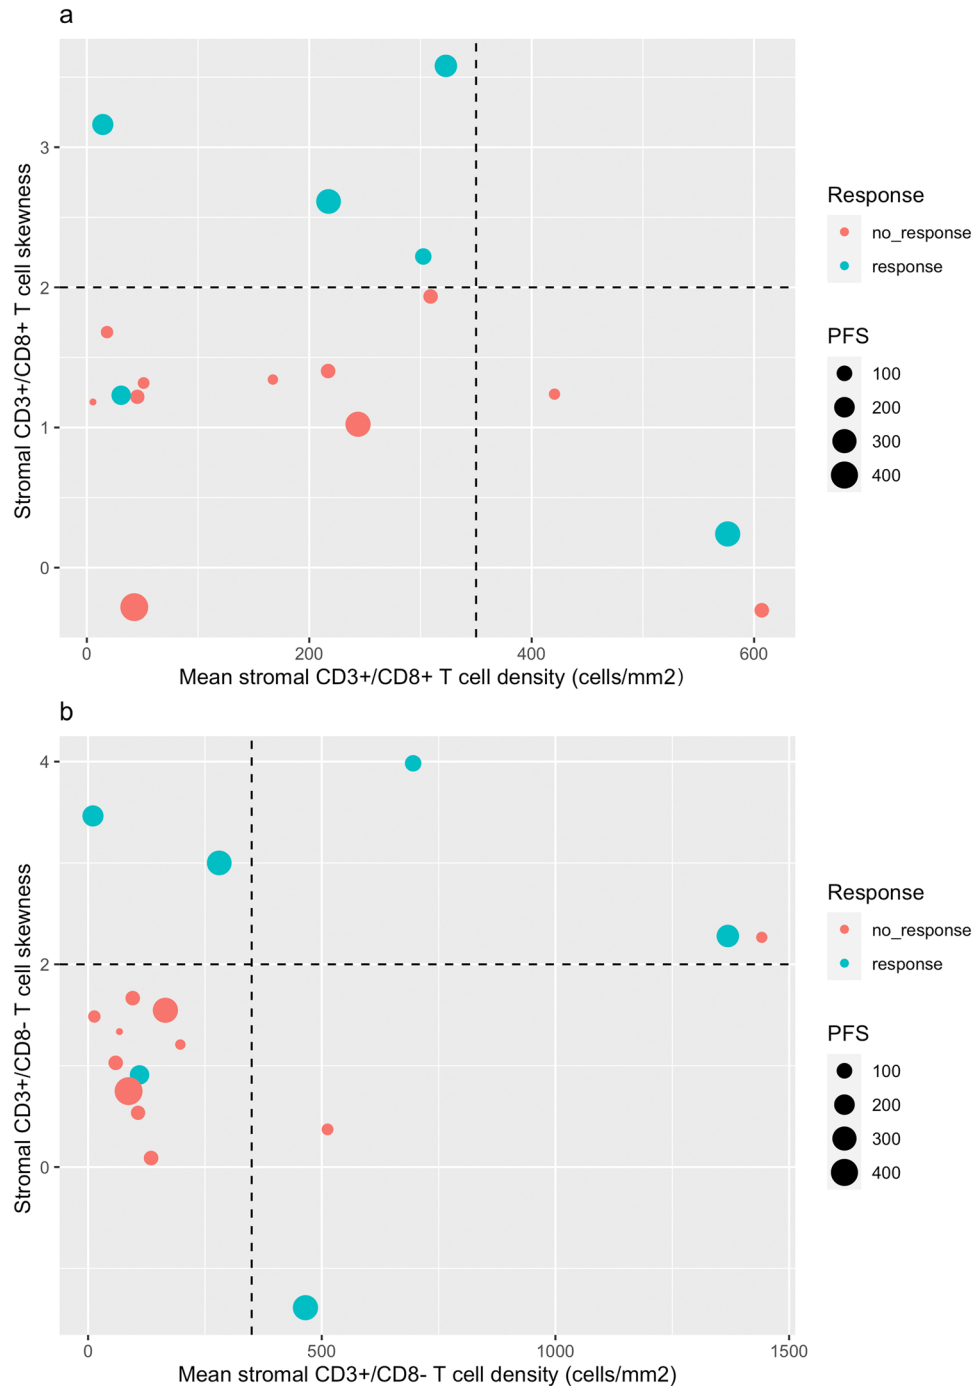 a
Stromal CD3+/CD8+ T cell skewness
3
2
1
0
0
200
400
600
Mean stromal CD3+/CD8+ T cell density (cells/mm2）
Response
no_response
response
PFS
100
200
300
400
b
Stromal CD3+/CD8- T cell skewness
4
2
0
0
500
1000
1500
Mean stromal CD3+/CD8- T cell density (cells/mm2)
Response
no_response
response
PFS
100
200
300
400